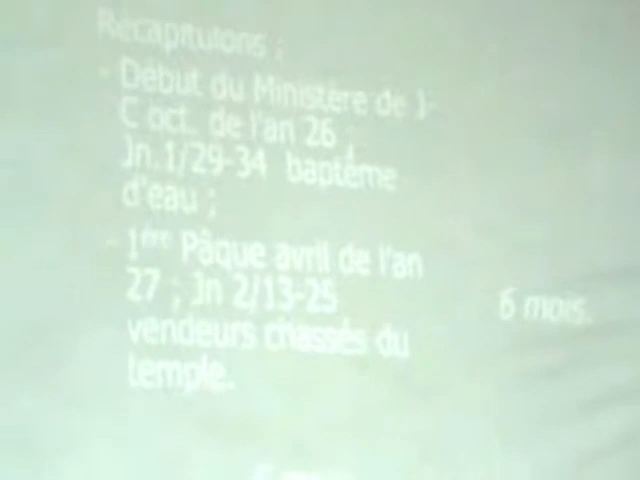 Récapitulons :
- Début du Ministère de J-
C oct. de l'an 26 ;
Jn.1/29-34 baptême
d'eau ;
- 1ère Pâque avril de l'an
27 ; Jn 2/13-25
vendeurs chassés du
temple.
6 mois.